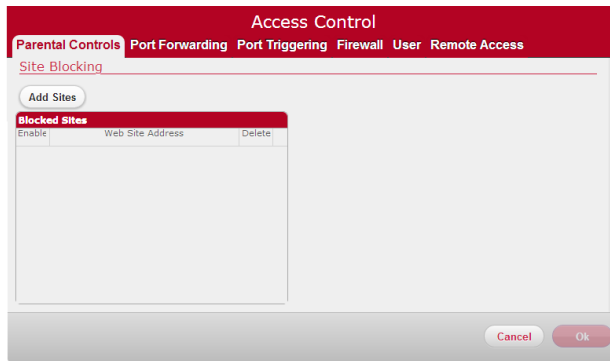 Access Control
Parental Controls Port Forwarding Port Triggering Firewall User Remote Access
Site Blocking
Add Sites
Blocked Sites
Enable Web Site Address Delete
Cancel Ok